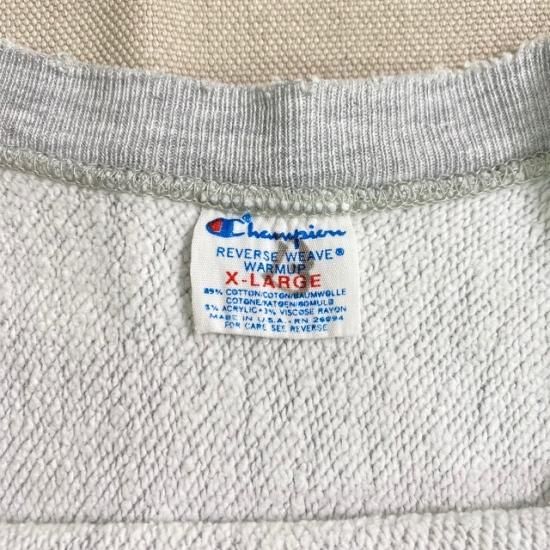 Champion
REVERSE WEAVE®
WARMUP
X-LARGE
89% COTTON/COTON/BAUMWOLLE
COTONE/KATOEN/BOMULD
8% ACRYLIC • 3% VISCOSE RAYON
MADE IN U.S.A. - RN 26094
FOR CARE SEE REVERSE